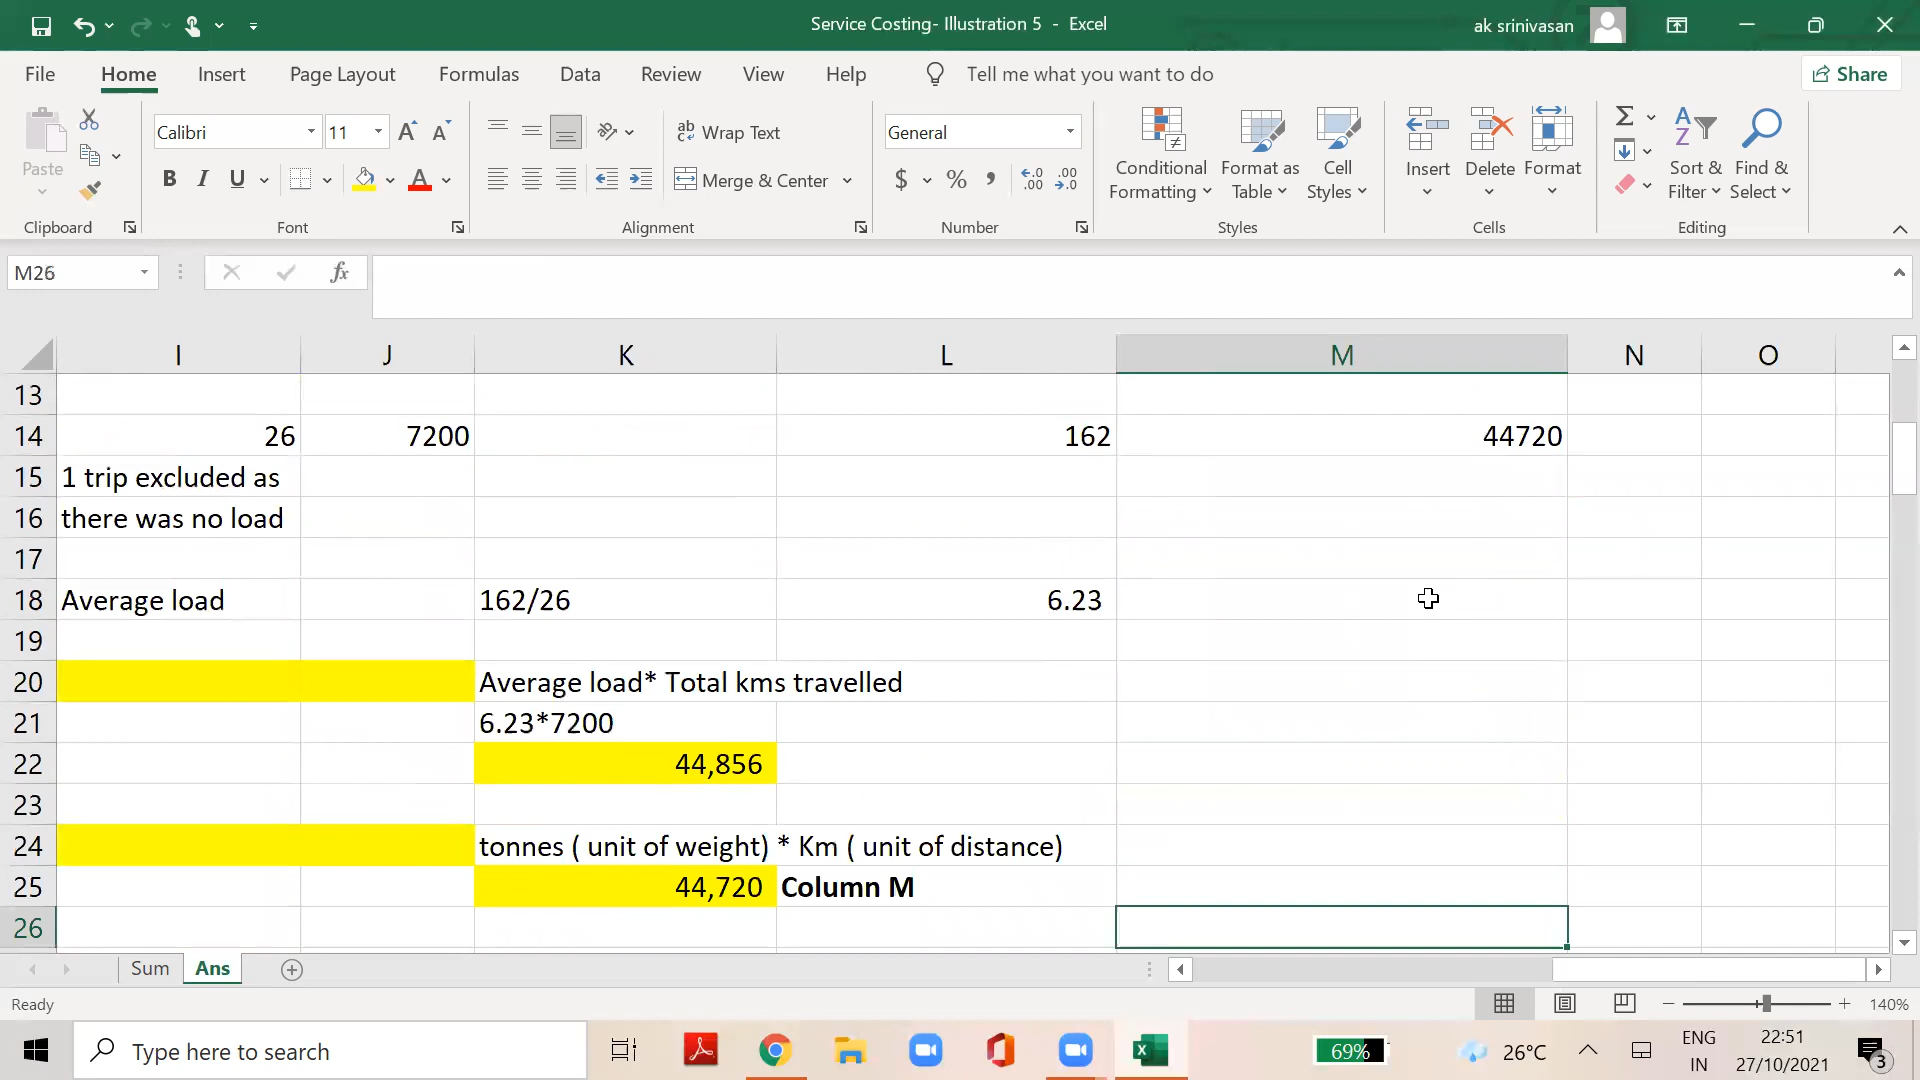 Service Costing- Illustration 5 - Excel
ak srinivasan
File Home Insert Page Layout Formulas Data Review View Help Tell me what you want to do Share
Paste
Clipboard
Calibri 11
A A
B I U A
Font
ab Wrap Text
Merge & Center
Alignment
General
$ % , .00 .00
Number
Conditional Formatting
Format as Table
Cell Styles
Styles
Insert Delete Format
Cells
Sort & Filter
Find & Select
Editing
M26 fx
I J K L M N O
13
14 26 7200 162 44720
15 1 trip excluded as
16 there was no load
17
18 Average load 162/26 6.23
19
20 Average load* Total kms travelled
21 6.23*7200
22 44,856
23
24 tonnes ( unit of weight) * Km ( unit of distance)
25 44,720 Column M
26
Sum Ans
Ready 140%
Type here to search
69% 26°C
ENG IN
22:51
27/10/2021
3